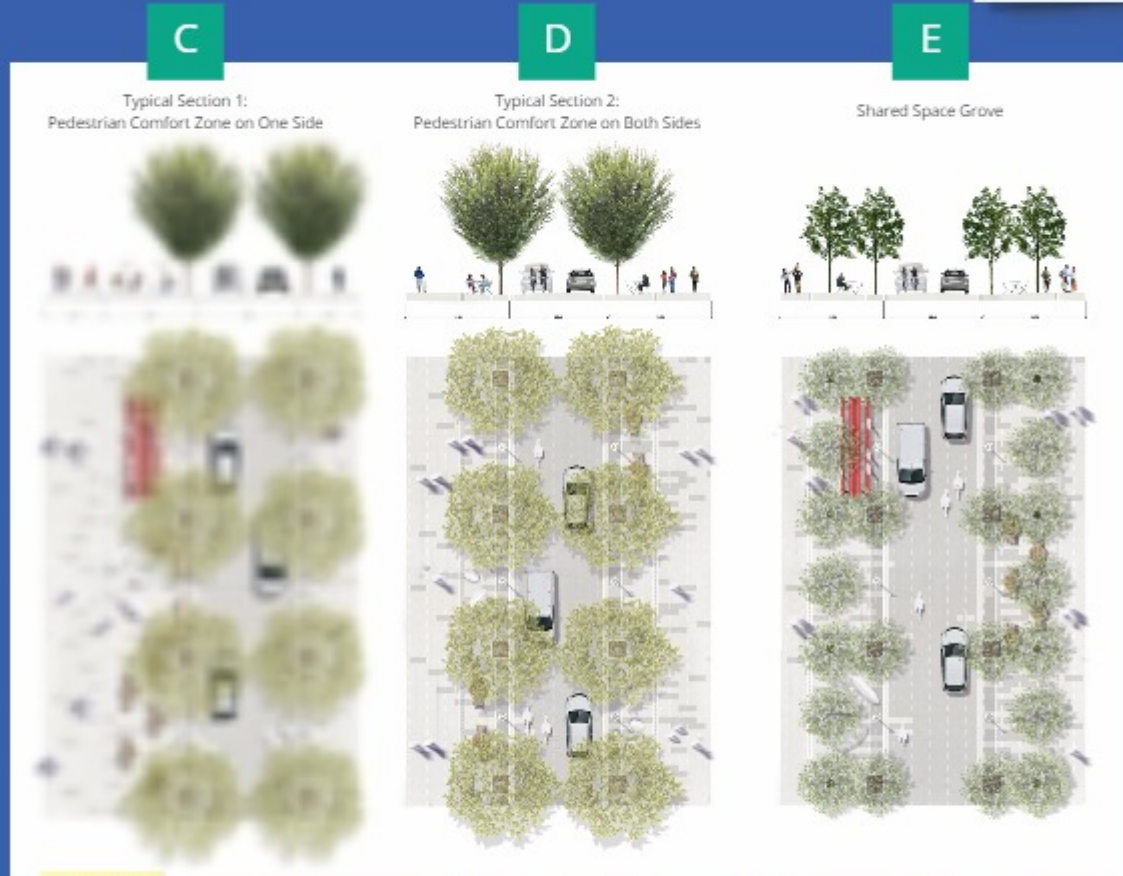 C
Typical Section 1:
Pedestrian Comfort Zone on One Side
D
Typical Section 2:
Pedestrian Comfort Zone on Both Sides
E
Shared Space Grove